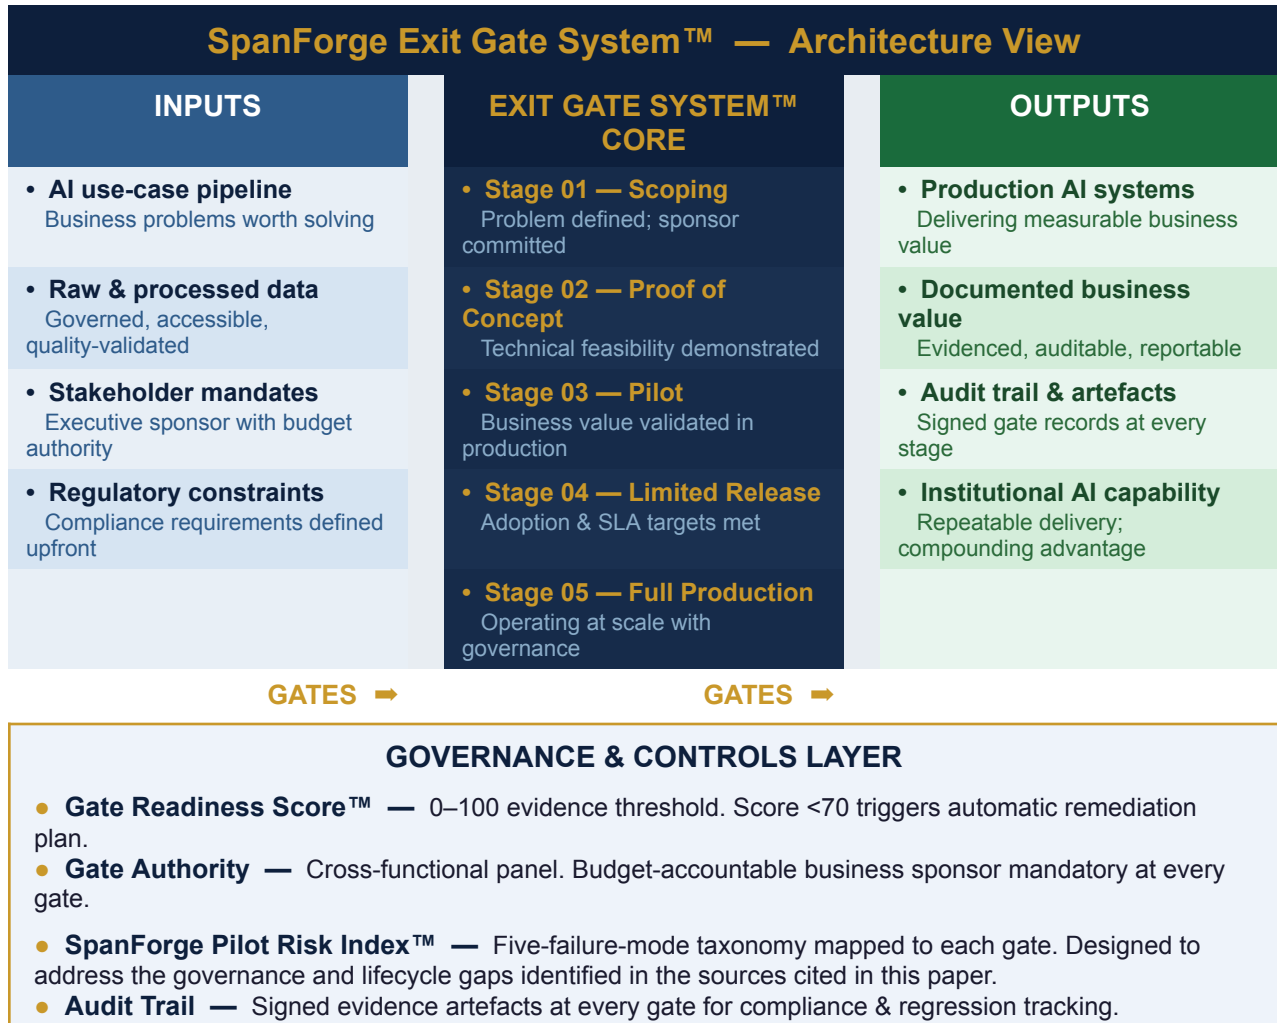 SpanForge Exit Gate System™ — Architecture View
INPUTS
• AI use-case pipeline
Business problems worth solving
• Raw & processed data
Governed, accessible,
quality-validated
• Stakeholder mandates
Executive sponsor with budget
authority
• Regulatory constraints
Compliance requirements defined
upfront
EXIT GATE SYSTEM™
CORE
• Stage 01 — Scoping
Problem defined; sponsor
committed
• Stage 02 — Proof of
Concept
Technical feasibility demonstrated
• Stage 03 — Pilot
Business value validated in
production
• Stage 04 — Limited Release
Adoption & SLA targets met
• Stage 05 — Full Production
Operating at scale with
governance
OUTPUTS
• Production AI systems
Delivering measurable business
value
• Documented business
value
Evidenced, auditable, reportable
• Audit trail & artefacts
Signed gate records at every
stage
• Institutional AI capability
Repeatable delivery;
compounding advantage
GATES ➡
GATES ➡
GOVERNANCE & CONTROLS LAYER
● Gate Readiness Score™ — 0–100 evidence threshold. Score <70 triggers automatic remediation
plan.
● Gate Authority — Cross-functional panel. Budget-accountable business sponsor mandatory at every
gate.
● SpanForge Pilot Risk Index™ — Five-failure-mode taxonomy mapped to each gate. Designed to
address the governance and lifecycle gaps identified in the sources cited in this paper.
● Audit Trail — Signed evidence artefacts at every gate for compliance & regression tracking.